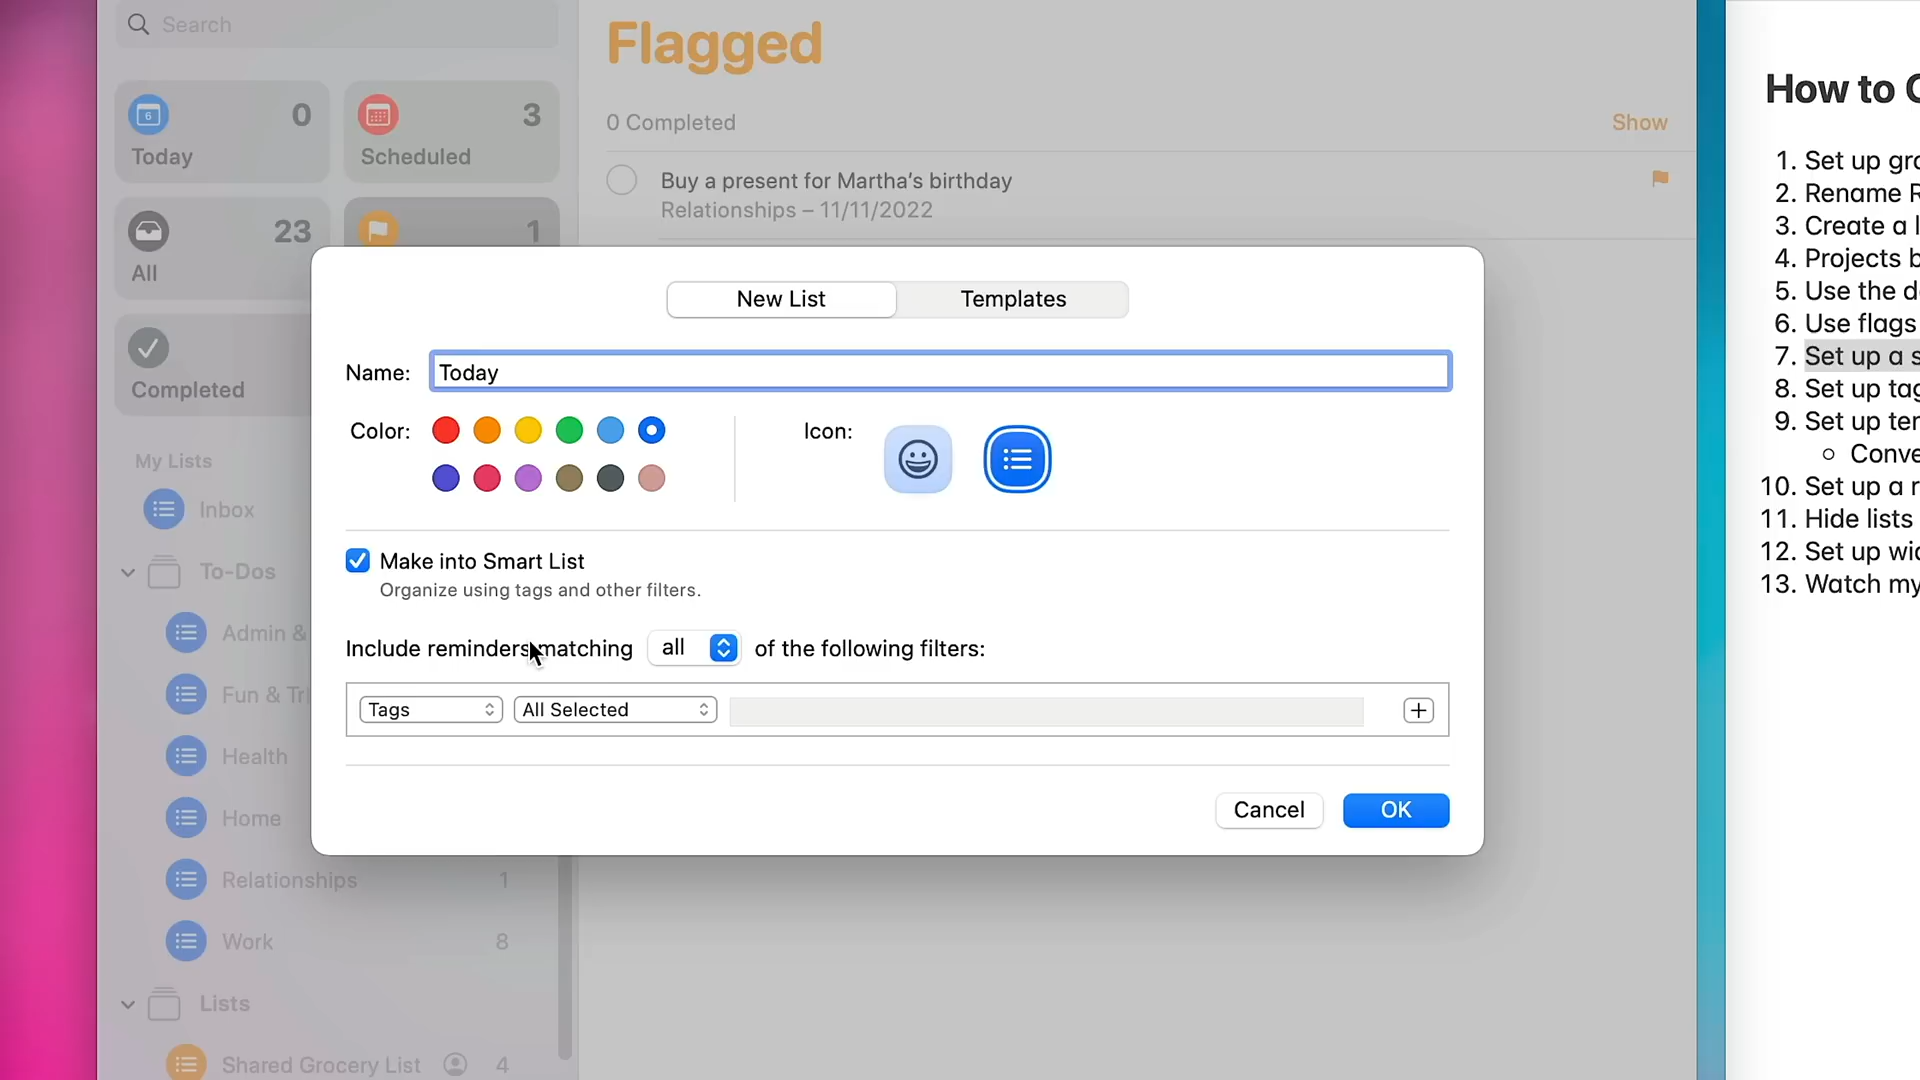 Search
6
0
Today
3
Scheduled
23
All
1
Completed
My Lists
Inbox
To-Dos
Admin &
Fun &
Health
Home
Relationships 1
Work 8
Lists
Shared Grocery List 4
Flagged
0 Completed
Show
Buy a present for Martha's birthday
Relationships – 11/11/2022
New List
Templates
Name: Today
Color:
Icon:
Make into Smart List
Organize using tags and other filters.
Include reminders matching all of the following filters:
Tags
All Selected
+
Cancel
OK
How to
1. Set up
2. Rename
3. Create a
4. Projects
5. Use the
6. Use flags
7. Set up a
8. Set up
9. Set up
10. Set up a
11. Hide lists
12. Set up
13. Watch my